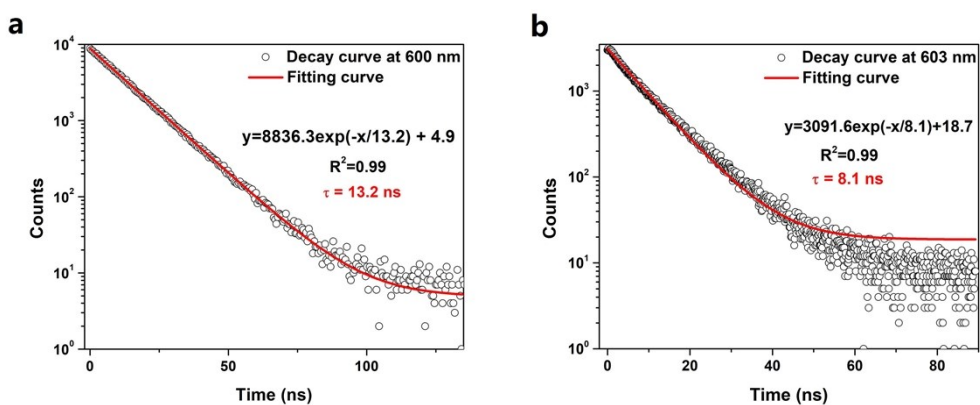 a
10⁴
10³
10²
10¹
10⁰
Counts
0
50
100
Time (ns)
Decay curve at 600 nm
Fitting curve
y=8836.3exp(-x/13.2) + 4.9
R²=0.99
τ = 13.2 ns
b
10³
10²
10¹
10⁰
Counts
0
20
40
60
80
Time (ns)
Decay curve at 603 nm
Fitting curve
y=3091.6exp(-x/8.1)+18.7
R²=0.99
τ = 8.1 ns